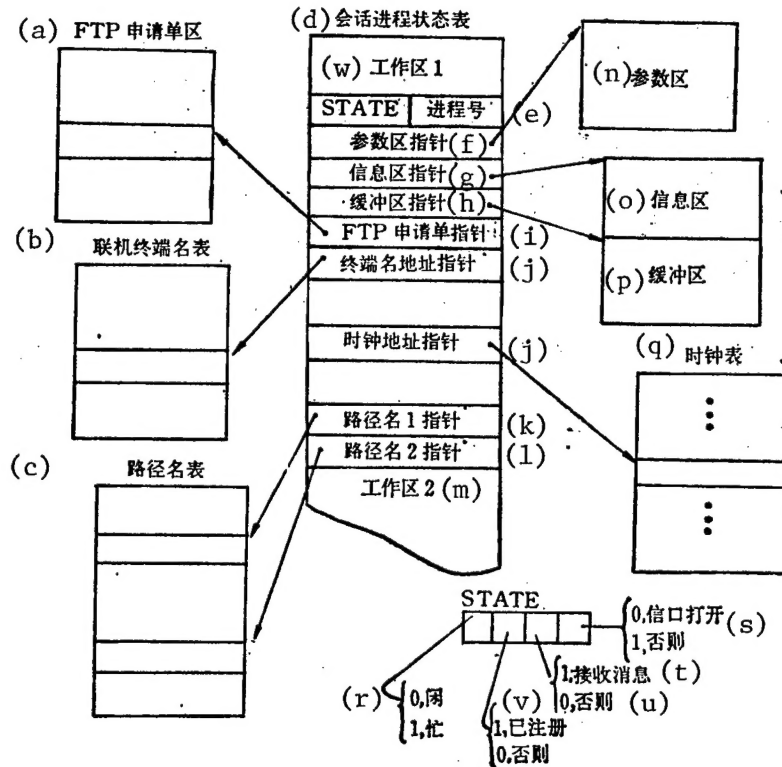 (a) FTP 申请单区
(b) 联机终端名表
(c) 路径名表
(d) 会话进程状态表
(w) 工作区 1
STATE 进程号 (e)
参数区指针 (f)
信息区指针 (g)
缓冲区指针 (h)
FTP 申请单指针 (i)
终端名地址指针 (j)
时钟地址指针 (j)
路径名 1 指针 (k)
路径名 2 指针 (l)
工作区 2 (m)
(n) 参数区
(o) 信息区
(p) 缓冲区
(q) 时钟表
STATE
0,信口打开 (s)
1,否则
1,接收消息 (t)
0,否则 (u)
(r) 0,闲
1,忙
(v)
1,已注册
0,否则